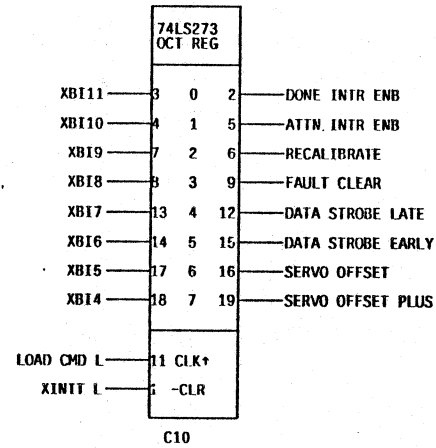 74LS273
OCT REG
XBI11 3 0 2 DONE INTR ENB
XBI10 4 1 5 ATTN. INTR ENB
XBI9 7 2 6 RECALIBRATE
XBI8 8 3 9 FAULT CLEAR
XBI7 13 4 12 DATA STROBE LATE
XBI6 14 5 15 DATA STROBE EARLY
XBI5 17 6 16 SERVO OFFSET
XBI4 18 7 19 SERVO OFFSET PLUS
LOAD CMD L 11 CLK↑
XINIT L 1 ~CLR
C10